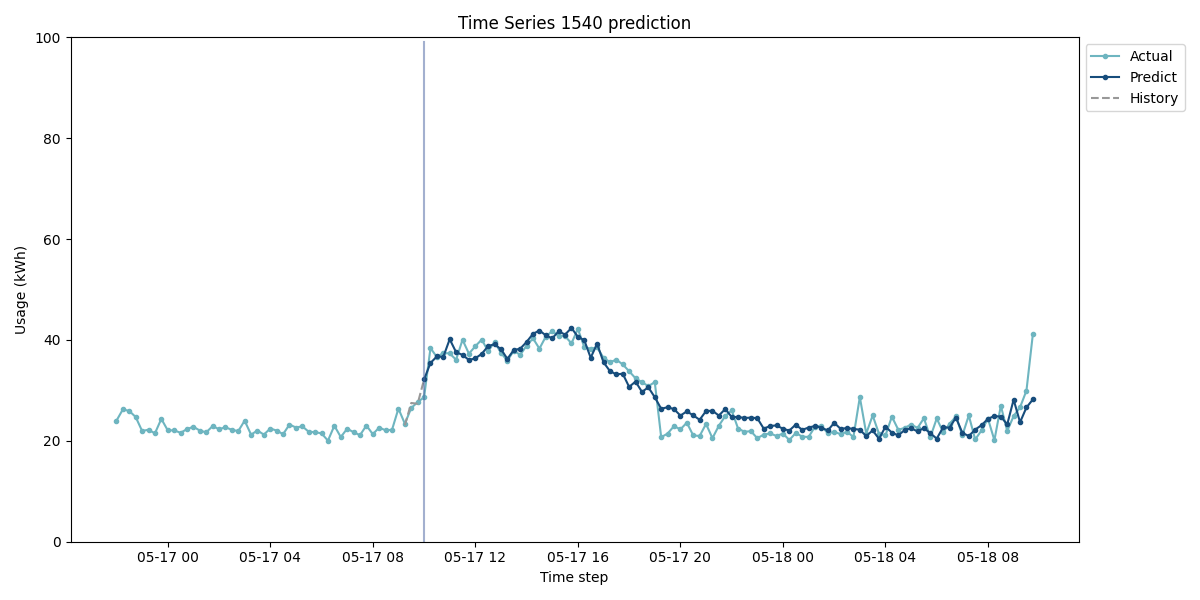 Time Series 1540 prediction
100
80
60
40
20
0
Usage (kWh)
05-17 00 05-17 04 05-17 08 05-17 12 05-17 16 05-17 20 05-18 00 05-18 04 05-18 08
Time step
Actual
Predict
History